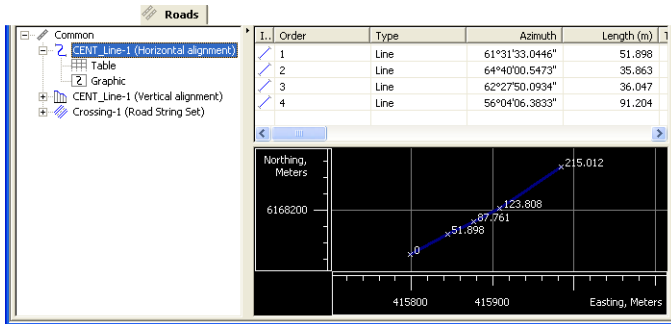 Roads
Common
CENT_Line-1 (Horizontal alignment)
Table
Graphic
CENT_Line-1 (Vertical alignment)
Crossing-1 (Road String Set)
I.. Order Type Azimuth Length (m) T
1 Line 61°31'33.0446" 51.898
2 Line 64°40'00.5473" 35.863
3 Line 62°27'50.0934" 36.047
4 Line 56°04'06.3833" 91.204
Northing,
Meters
6168200
215.012
123.808
87.761
51.898
0
415800 415900 Easting, Meters